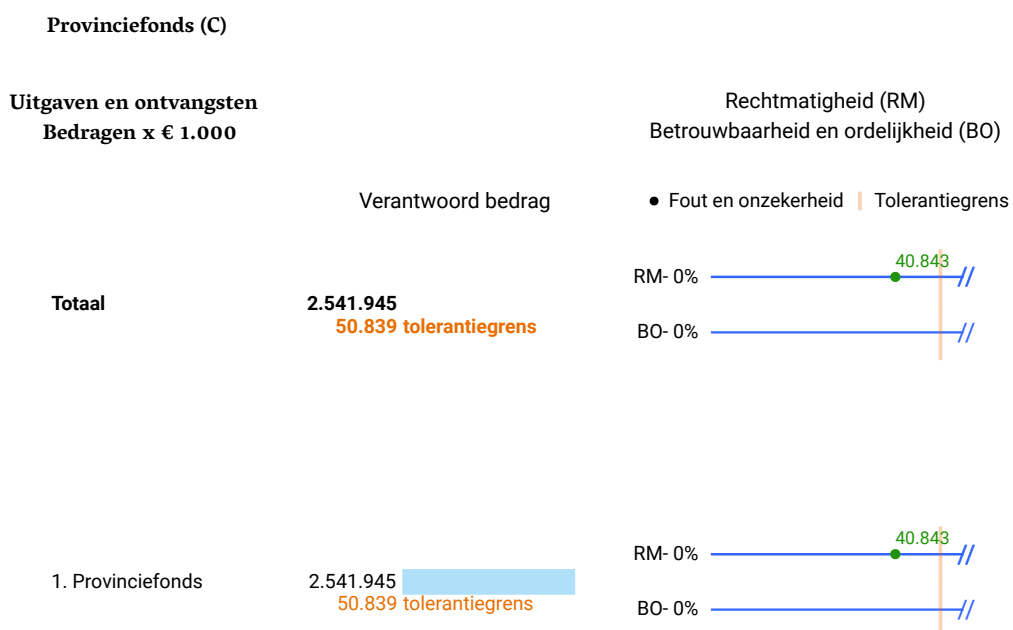 Provinciefonds (C)
Uitgaven en ontvangsten
Bedragen x € 1.000
Rechtmatigheid (RM)
Betrouwbaarheid en ordelijkheid (BO)
Verantwoord bedrag
Fout en onzekerheid
Tolerantiegrens
40.843
RM- 0%
Totaal
2.541.945
50.839 tolerantiegrens
BO- 0%
40.843
RM- 0%
1. Provinciefonds
2.541.945
50.839 tolerantiegrens
BO- 0%